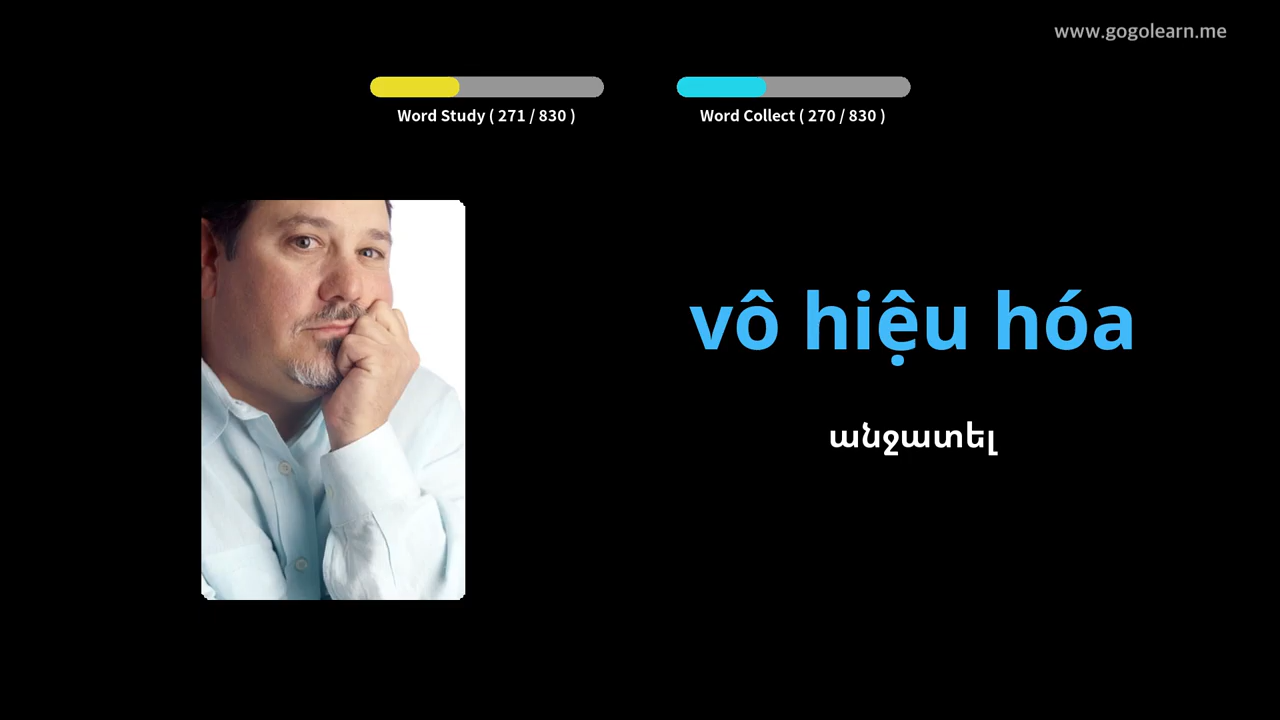 www.gogolearn.me
Word Study ( 271 / 830 )
Word Collect ( 270 / 830 )
vô hiệu hóa
անջատել